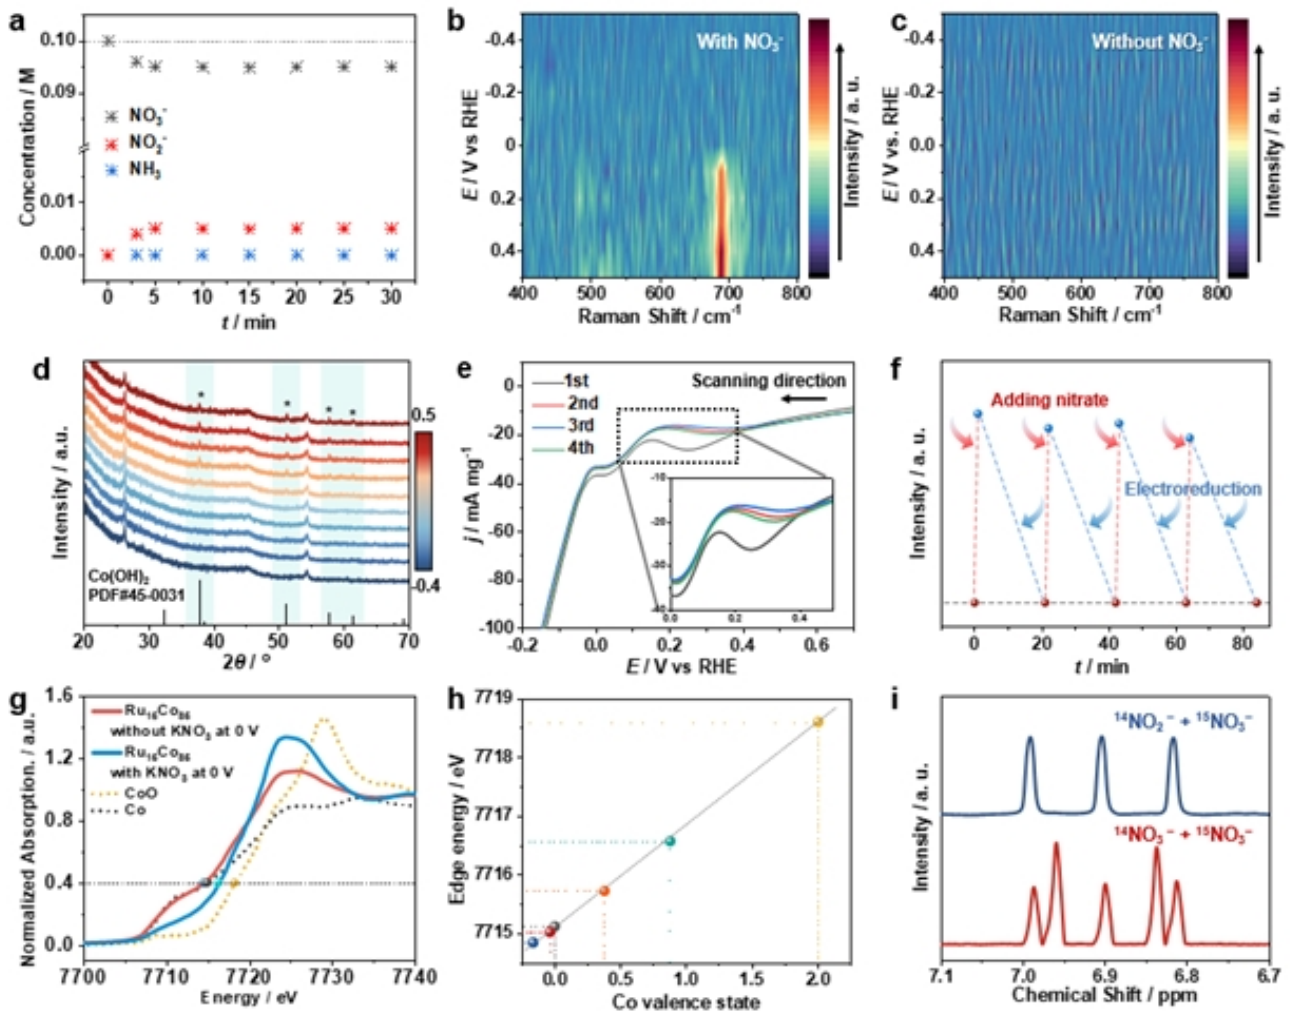 a
0.10
0.09
0.01
0.00
Concentration / M
NO₃⁻
NO₂⁻
NH₃
0 5 10 15 20 25 30
t / min
b
With NO₃⁻
-0.4
-0.2
0
0.2
0.4
E / V vs RHE
400 500 600 700 800
Raman Shift / cm⁻¹
Intensity / a. u.
c
Without NO₃⁻
-0.4
-0.2
0
0.2
0.4
E / V vs. RHE
400 500 600 700 800
Raman Shift / cm⁻¹
Intensity / a. u.
d
Intensity / a.u.
* * * *
0.5
-0.4
Co(OH)₂
PDF#45-0031
20 30 40 50 60 70
2θ / °
e
1st
2nd
3rd
4th
Scanning direction
0
-20
-40
-60
-80
-100
j / mA mg⁻¹
-10
0.0 0.2 0.4
-0.2 0.0 0.2 0.4 0.6
E / V vs RHE
f
Adding nitrate
Electroreduction
Intensity / a. u.
0 20 40 60 80
t / min
g
1.6
1.2
0.8
0.4
0.0
Normalized Absorption. / a.u.
Ru₁₅Co₈₅
without KNO₃ at 0 V
Ru₁₅Co₈₅
with KNO₃ at 0 V
CoO
Co
7700 7710 7720 7730 7740
Energy / eV
h
7719
7718
7717
7716
7715
Edge energy / eV
0.0 0.5 1.0 1.5 2.0
Co valence state
i
¹⁴NO₂⁻ + ¹⁵NO₃⁻
¹⁴NO₃⁻ + ¹⁵NO₃⁻
Intensity / a. u.
7.1 7.0 6.9 6.8 6.7
Chemical Shift / ppm